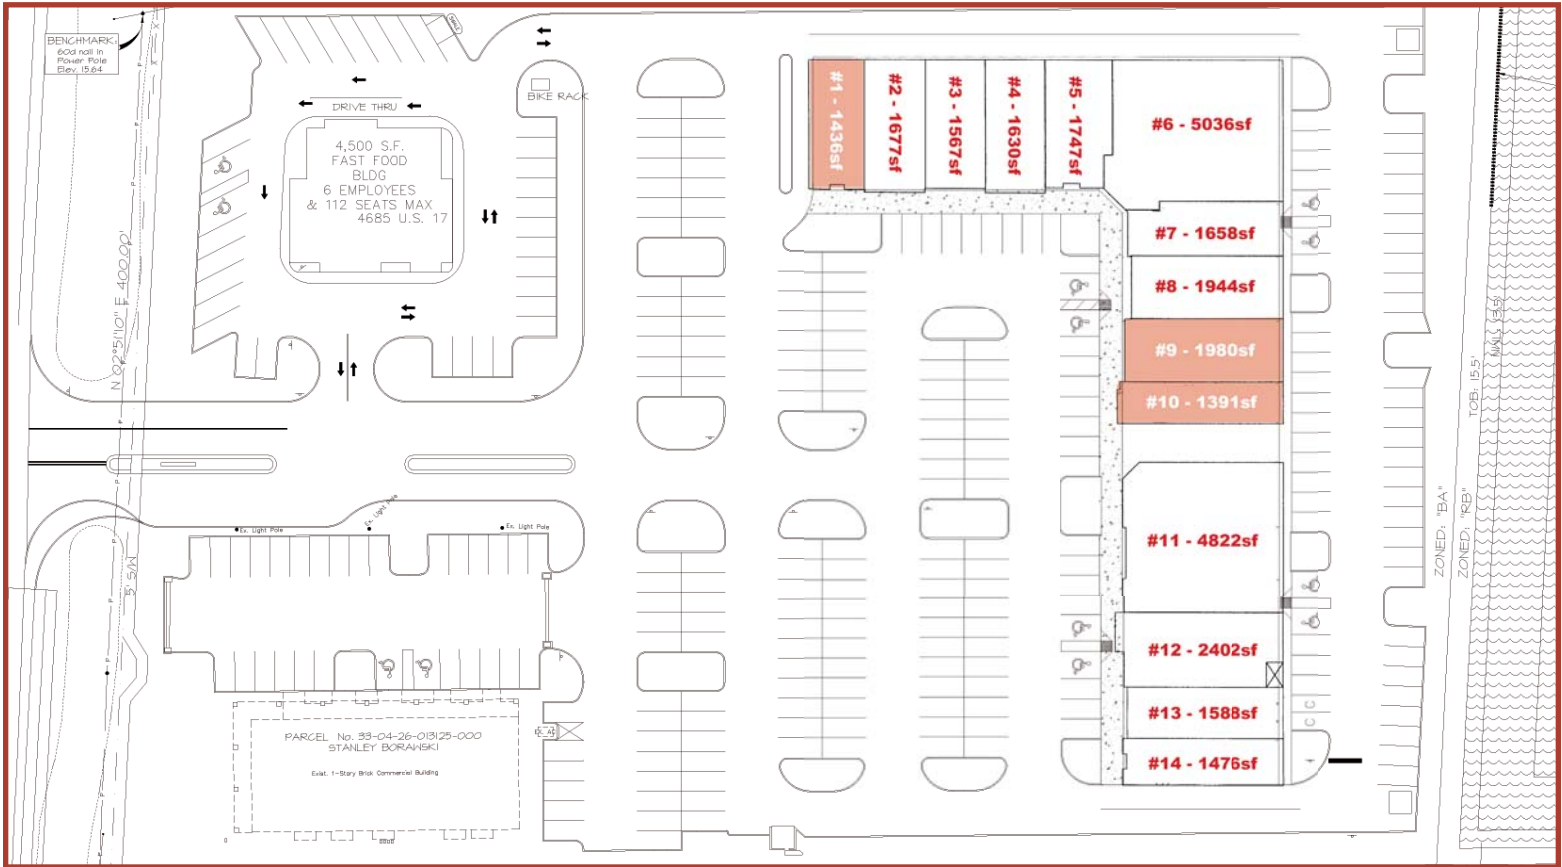 BENCHMARK:
60d nail in
Power Pole
Elev. 15.64
BIKE RACK
DRIVE THRU
4,500 S.F.
FAST FOOD
BLDG
6 EMPLOYEES
& 112 SEATS MAX
4685 U.S. 17
N 02°51'10" E 400.00'
#1 - 1436sf
#2 - 1677sf
#3 - 1567sf
#4 - 1630sf
#5 - 1747sf
#6 - 5036sf
#7 - 1658sf
#8 - 1944sf
#9 - 1980sf
#10 - 1391sf
#11 - 4822sf
#12 - 2402sf
#13 - 1588sf
#14 - 1476sf
TOB: 15.5'
ZONED: "BA"
ZONED: "RB"
Ex. Light Pole
Ex. Light Pole
Ex. Light Pole
5' S/W
PARCEL No. 33-04-26-013125-000
STANLEY BORAWSKI
Exist. 1-Story Brick Commercial Building